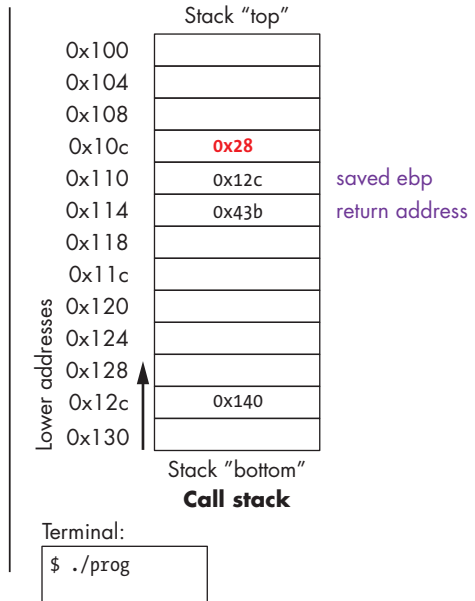 Stack "top"
0x100
0x104
0x108
0x10c 0x28
0x110 0x12c saved ebp
0x114 0x43b return address
0x118
0x11c
0x120
0x124
0x128
0x12c 0x140
0x130
Lower addresses
Stack "bottom"
Call stack
Terminal:
$ ./prog